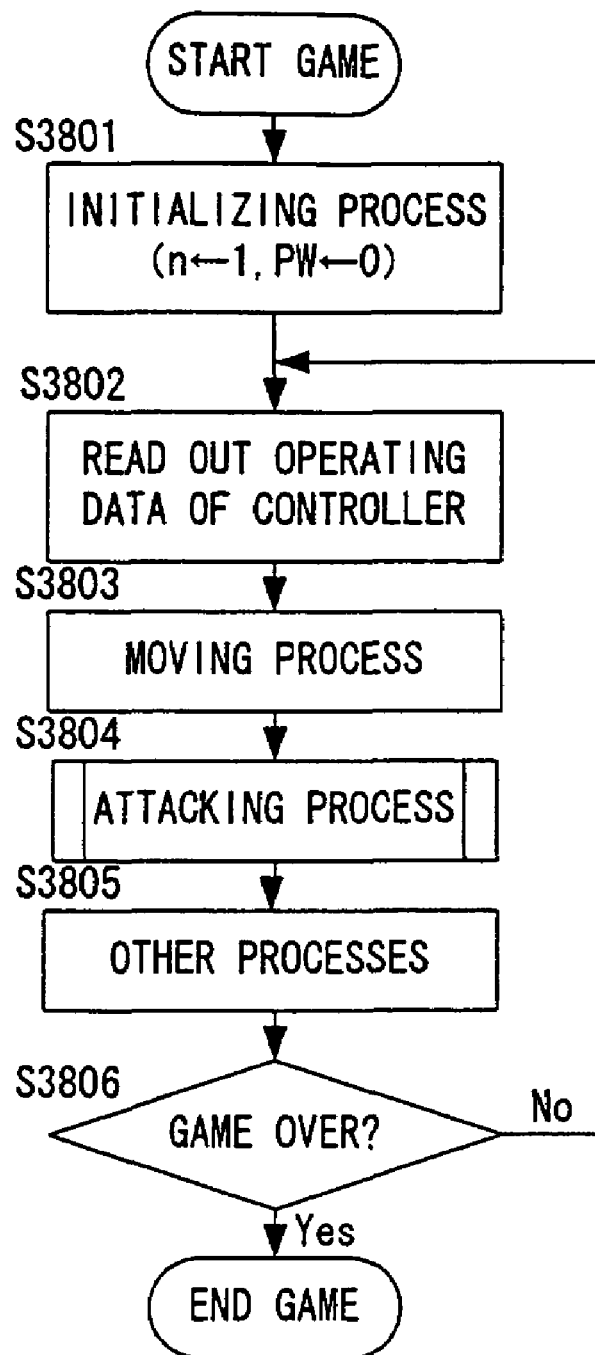 START GAME
S3801
INITIALIZING PROCESS
(n←1, PW←0)
S3802
READ OUT OPERATING
DATA OF CONTROLLER
S3803
MOVING PROCESS
S3804
ATTACKING PROCESS
S3805
OTHER PROCESSES
S3806
GAME OVER?
No
Yes
END GAME